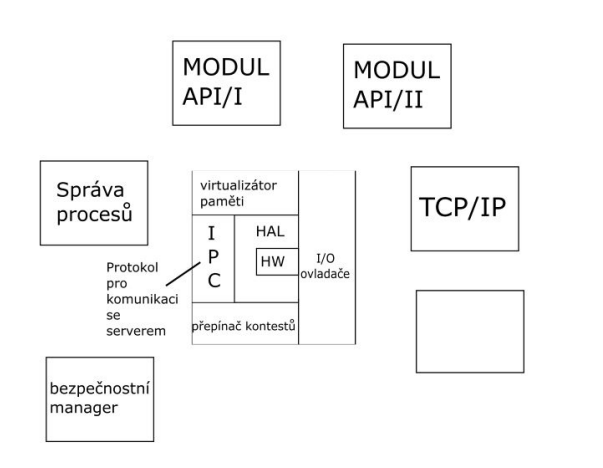 MODUL
API/I
MODUL
API/II
Správa
procesů
virtualizátor
paměti
TCP/IP
I
P
C
HAL
HW
I/O
ovladače
Protokol
pro
komunikaci
se
serverem
přepínač kontestů
bezpečnostní
manager